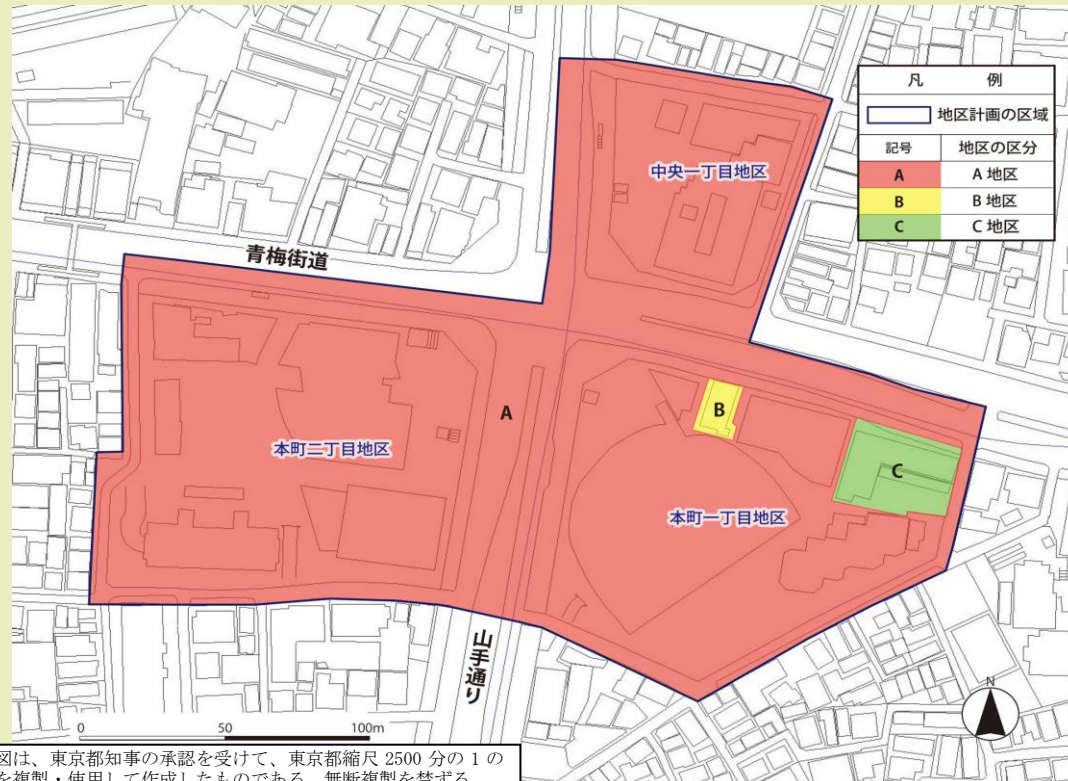 凡 例
地区計画の区域
記号 地区の区分
A A 地区
B B 地区
C C 地区
中央一丁目地区
青梅街道
A
B
本町二丁目地区
C
本町一丁目地区
山手通り
N
0 50 100m
図は、東京都知事の承認を受けて、東京都縮尺 2500 分の 1 の
を複製・使用して作成したものである。無断複製を禁ずる